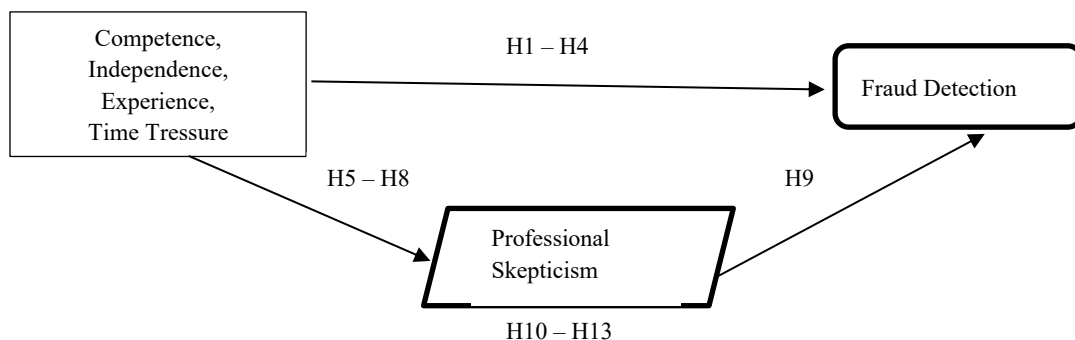 Competence,
Independence,
Experience,
Time Tressure
H1 – H4
Fraud Detection
H5 – H8
H9
Professional
Skepticism
H10 – H13